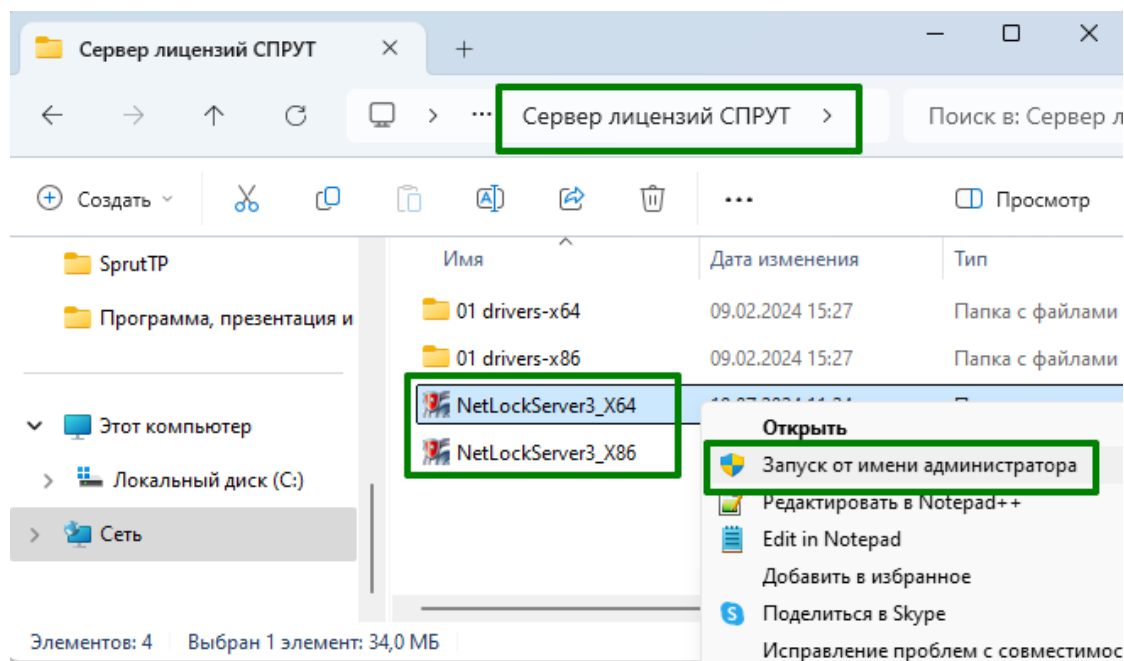 Сервер лицензий СПРУТ
Сервер лицензий СПРУТ
Поиск в: Сервер л
Создать
Просмотр
SprutTP
Программа, презентация и
Этот компьютер
Локальный диск (C:)
Сеть
Имя Дата изменения Тип
01 drivers-x64 09.02.2024 15:27 Папка с файлами
01 drivers-x86 09.02.2024 15:27 Папка с файлами
NetLockServer3_X64
NetLockServer3_X86
Открыть
Запуск от имени администратора
Редактировать в Notepad++
Edit in Notepad
Добавить в избранное
Поделиться в Skype
Исправление проблем с совместимос
Элементов: 4 Выбран 1 элемент: 34,0 МБ